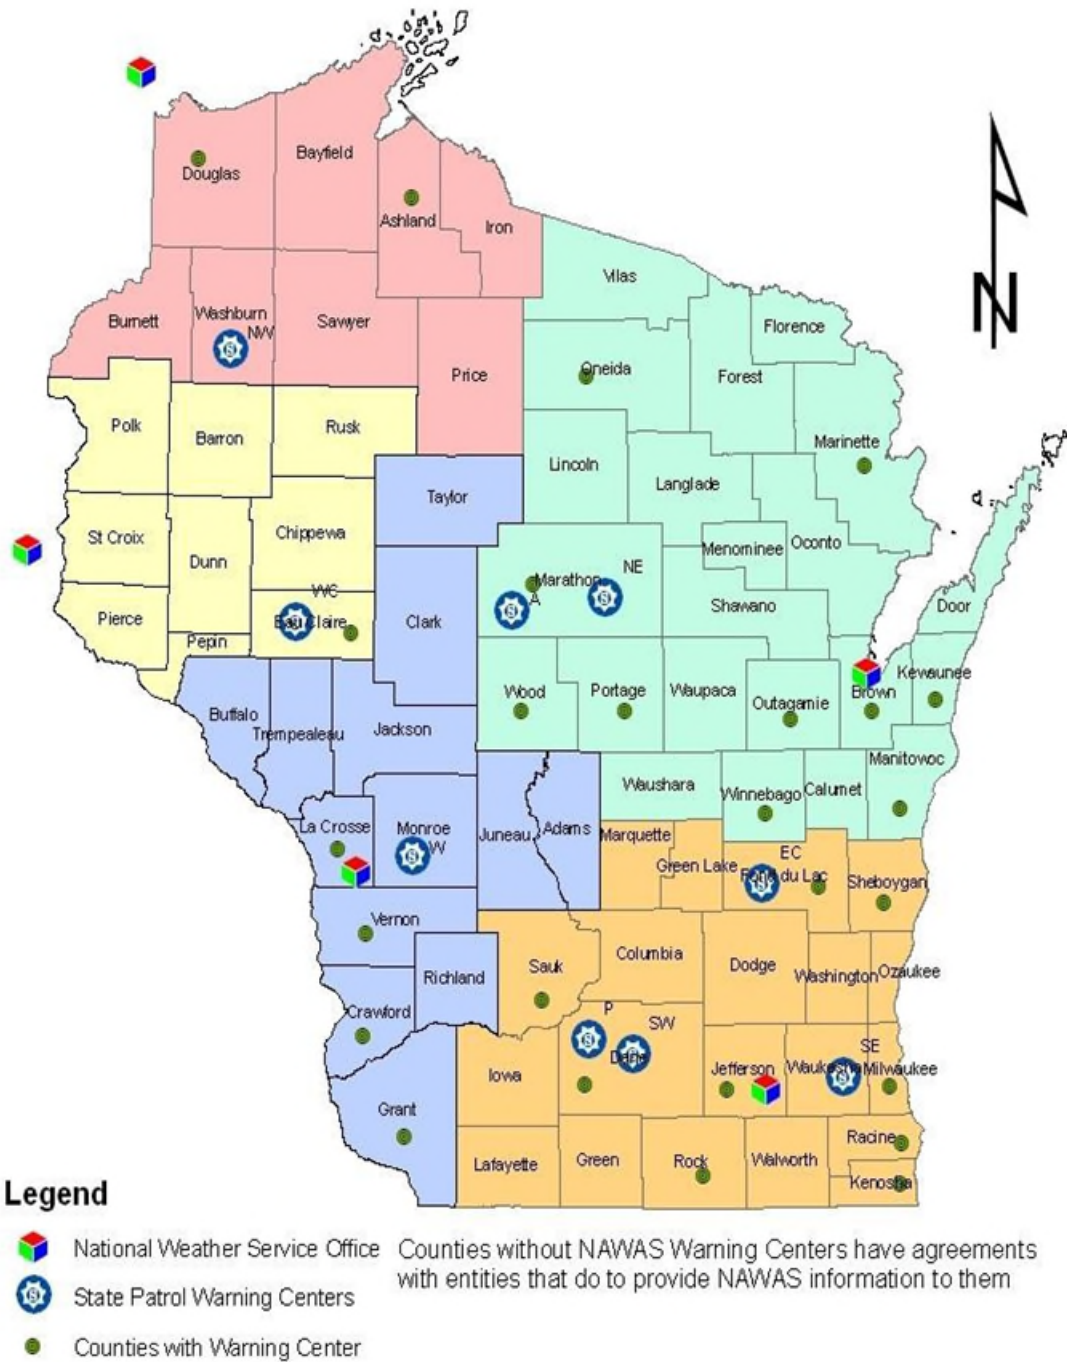 Bayfield
Douglas
Ashland
Iron
Vilas
Washburn
NW
Burnett
Sawyer
Florence
Oneida
Price
Forest
Polk
Barron
Rusk
Marinette
Lincoln
Langlade
Taylor
Chippewa
St Croix
Dunn
Menominee
Oconto
WC
Marathon
NE
A
Shawano
Door
Pierce
Eau Claire
Clark
Pepin
Wood
Portage
Waupaca
Outagamie
Brown
Kewaunee
Buffalo
Trempealeau
Jackson
Manitowoc
Waushara
Winnebago
Calumet
La Crosse
Monroe
W
Juneau
Adams
Marquette
Green Lake
EC
Fond du Lac
Sheboygan
Vernon
Richland
Sauk
Columbia
Dodge
Washington
Ozaukee
Crawford
P
SW
Dane
SE
Iowa
Jefferson
Waukesha
Milwaukee
Grant
Lafayette
Green
Rock
Walworth
Racine
Kenosha
N
Legend
National Weather Service Office
State Patrol Warning Centers
Counties with Warning Center
Counties without NAWAS Warning Centers have agreements
with entities that do to provide NAWAS information to them